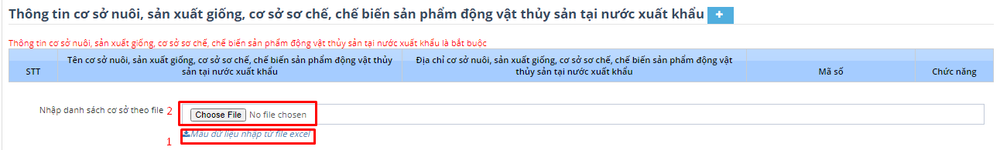 Thông tin cơ sở nuôi, sản xuất giống, cơ sở sơ chế, chế biến sản phẩm động vật thủy sản tại nước xuất khẩu +
Thông tin cơ sở nuôi, sản xuất giống, cơ sở sơ chế, chế biến sản phẩm động vật thủy sản tại nước xuất khẩu là bắt buộc
STT
Tên cơ sở nuôi, sản xuất giống, cơ sở sơ chế, chế biến sản phẩm động vật thủy
sản tại nước xuất khẩu
Địa chỉ cơ sở nuôi, sản xuất giống, cơ sở sơ chế, chế biến sản phẩm động vật
thủy sản tại nước xuất khẩu
Mã số
Chức năng
Nhập danh sách cơ sở theo file 2 Choose File No file chosen
1 Mẫu dữ liệu nhập từ file excel